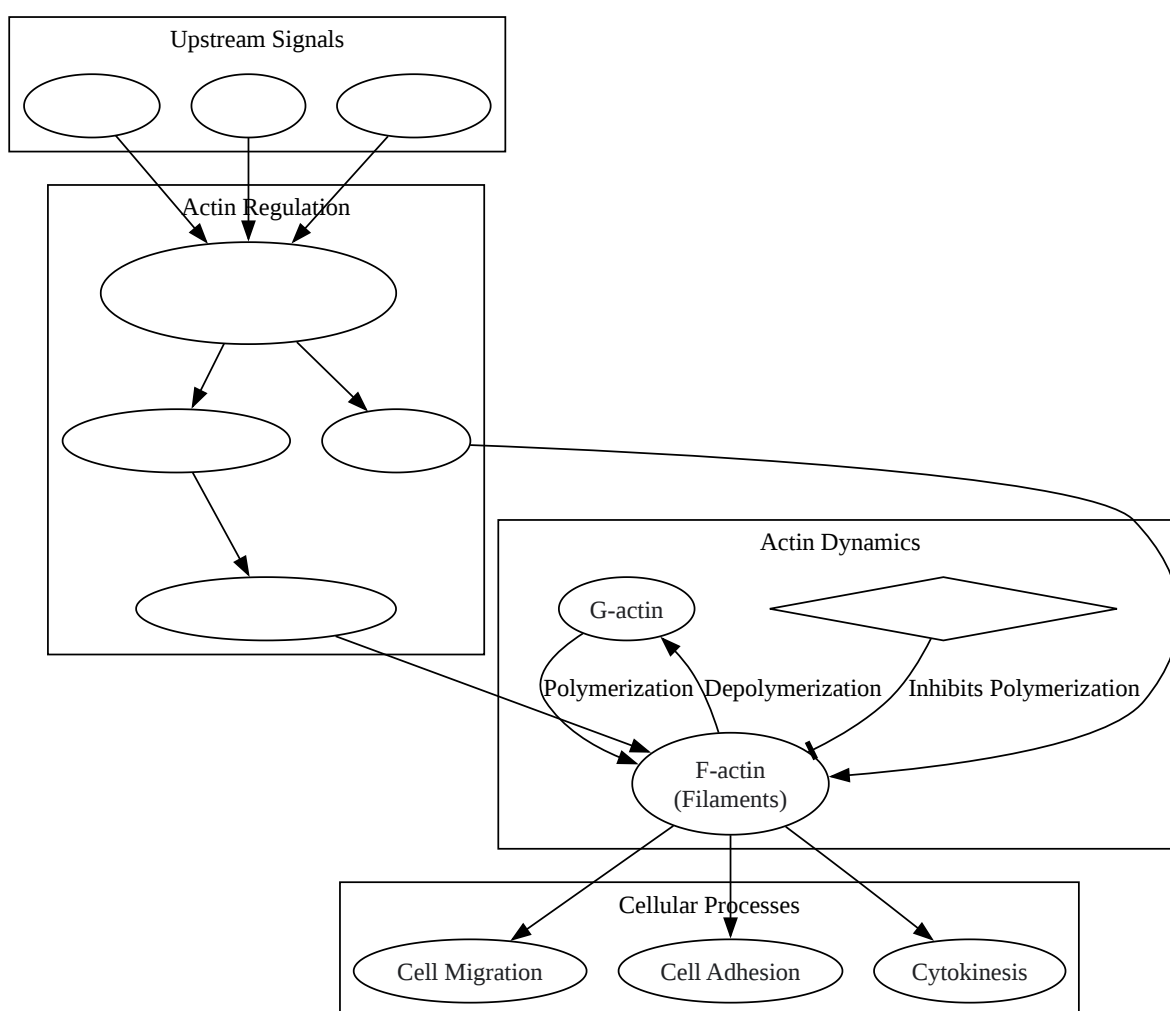 Upstream Signals
Actin Regulation
Actin Dynamics
G-actin
Polymerization
Depolymerization
Inhibits Polymerization
F-actin
(Filaments)
Cellular Processes
Cell Migration
Cell Adhesion
Cytokinesis